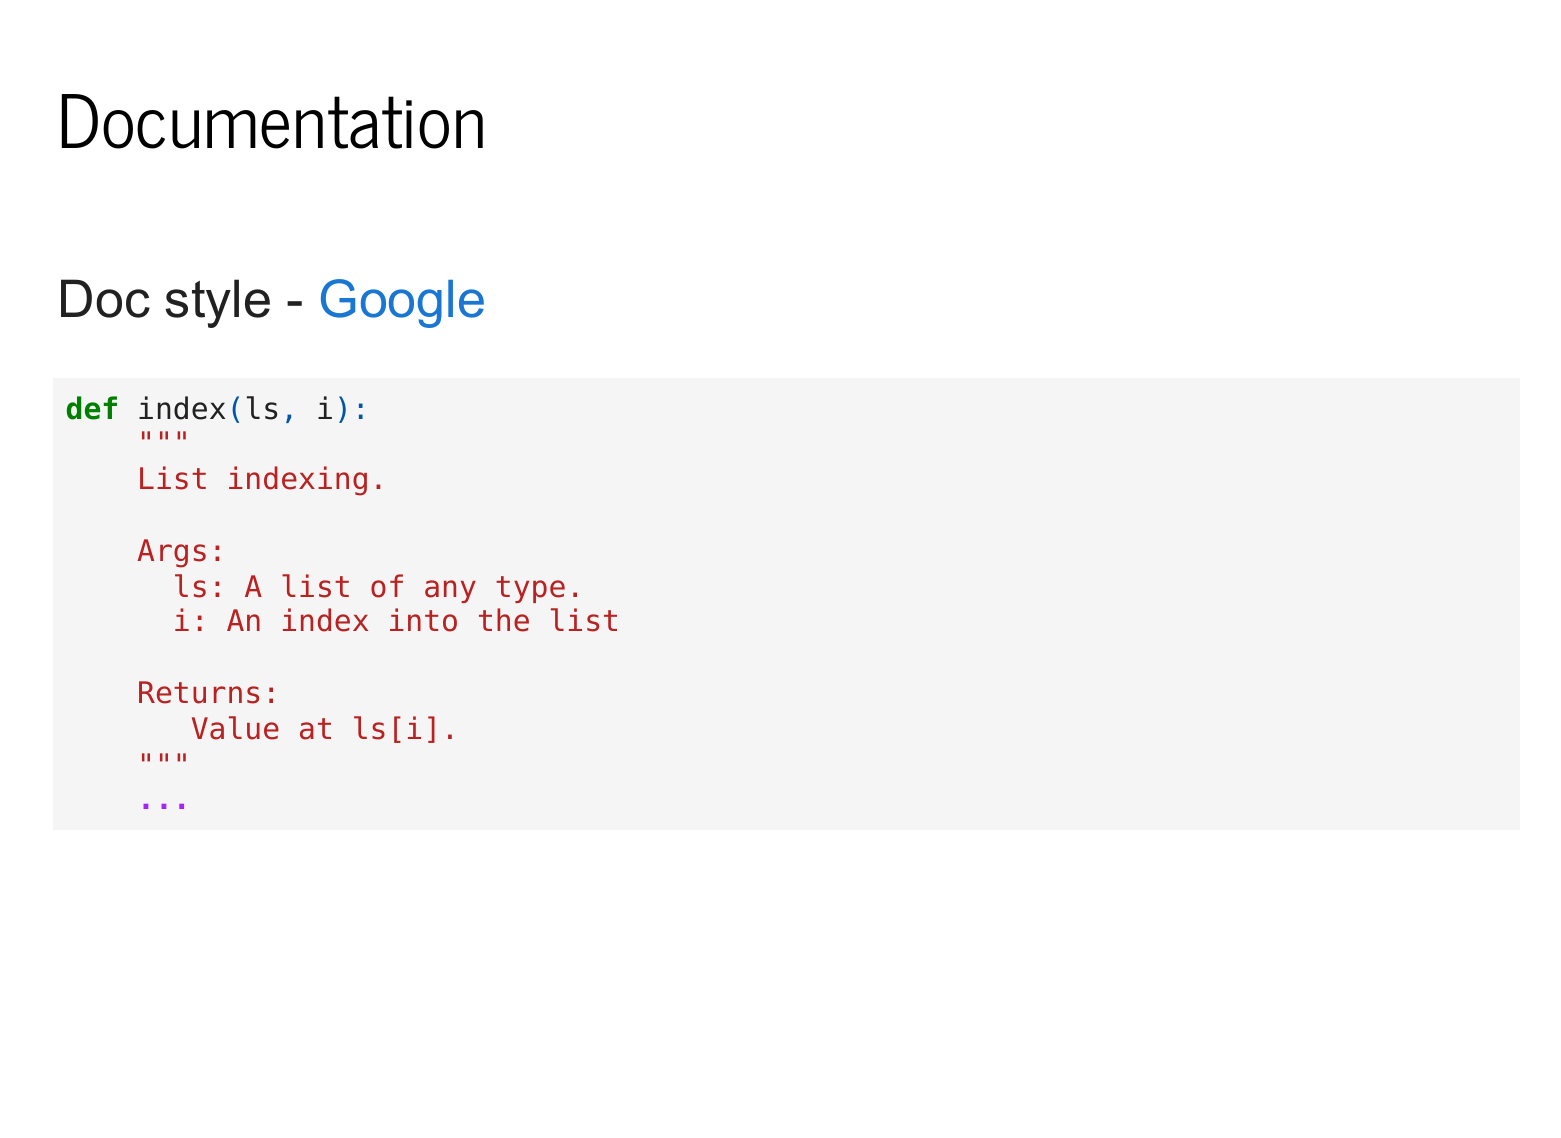 Documentation
Doc style - Google
def index(ls, i):
    """
    List indexing.

    Args:
      ls: A list of any type.
      i: An index into the list

    Returns:
       Value at ls[i].
    """
    ...